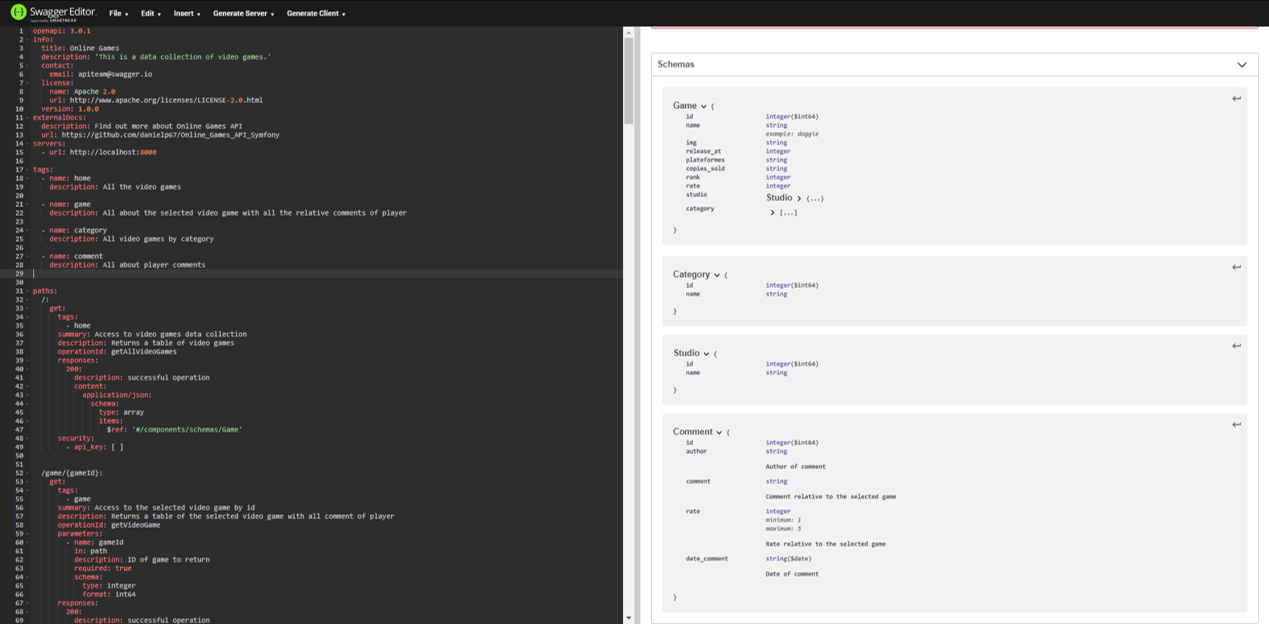 Swagger Editor.
Supported by SMARTBEAR
File ▾ Edit ▾ Insert ▾ Generate Server ▾ Generate Client ▾
1 openapi: 3.0.1
2 info:
3 title: Online Games
4 description: 'This is a data collection of video games.'
5 contact:
6 email: apiteam@swagger.io
7 license:
8 name: Apache 2.0
9 url: http://www.apache.org/licenses/LICENSE-2.0.html
10 version: 1.0.0
11 externalDocs:
12 description: Find out more about Online Games API
13 url: https://github.com/danielp67/Online_Games_API_Symfony
14 servers:
15 - url: http://localhost:8000
16
17 tags:
18 - name: home
19 description: All the video games
20
21 - name: game
22 description: All about the selected video game with all the relative comments of player
23
24 - name: category
25 description: All video games by category
26
27 - name: comment
28 description: All about player comments
29
30
31 paths:
32 /:
33 get:
34 tags:
35 - home
36 summary: Access to video games data collection
37 description: Returns a table of video games
38 operationId: getAllVideoGames
39 responses:
40 200:
41 description: successful operation
42 content:
43 application/json:
44 schema:
45 type: array
46 items:
47 $ref: '#/components/schemas/Game'
48 security:
49 - api_key: [ ]
50
51
52 /game/{gameId}:
53 get:
54 tags:
55 - game
56 summary: Access to the selected video game by id
57 description: Returns a table of the selected video game with all comment of player
58 operationId: getVideoGame
59 parameters:
60 - name: gameId
61 in: path
62 description: ID of game to return
63 required: true
64 schema:
65 type: integer
66 format: int64
67 responses:
68 200:
69 description: successful operation
Schemas
Game {
id integer($int64)
name string
example: doggie
img string
release_at integer
plateformes string
copies_sold string
rank integer
rate integer
studio Studio > {...}
category > [...]
}
Category {
id integer($int64)
name string
}
Studio {
id integer($int64)
name string
}
Comment {
id integer($int64)
author string
Author of comment
comment string
Comment relative to the selected game
rate integer
minimum: 1
maximum: 5
Rate relative to the selected game
date_comment string($date)
Date of comment
}